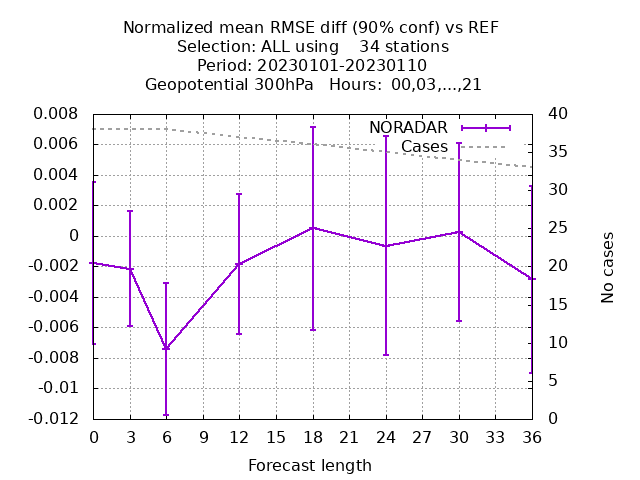 Normalized mean RMSE diff (90% conf) vs REF
Selection: ALL using    34 stations
Period: 20230101-20230110
Geopotential 300hPa   Hours:  00,03,...,21
NORADAR
Cases
0.008
0.006
0.004
0.002
0
-0.002
-0.004
-0.006
-0.008
-0.01
-0.012
40
35
30
25
20
15
10
5
0
No cases
0 3 6 9 12 15 18 21 24 27 30 33 36
Forecast length